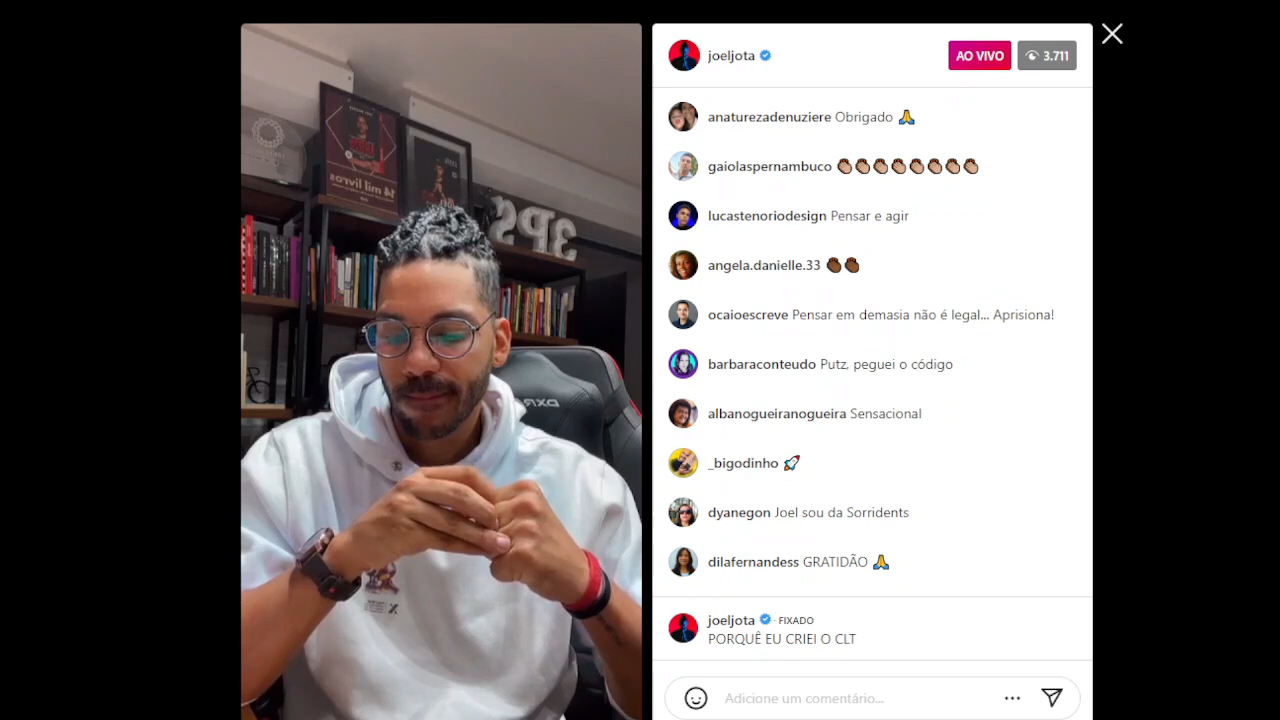 joeljota
AO VIVO
3.711
anaturezadenuziere Obrigado 🙏
gaiolaspernambuco 👏🏽👏🏽👏🏽👏🏽👏🏽👏🏽👏🏽👏🏽
lucastenoriodesign Pensar e agir
angela.danielle.33 👏🏾👏🏾
ocaioescreve Pensar em demasia não é legal... Aprisiona!
barbaraconteudo Putz, peguei o código
albanogueiranogueira Sensacional
_bigodinho 🚀
dyanegon Joel sou da Sorridents
dilafernandess GRATIDÃO 🙏
joeljota · FIXADO
PORQUÊ EU CRIEI O CLT
Adicione um comentário...
14 mil livros
3PS
DXR